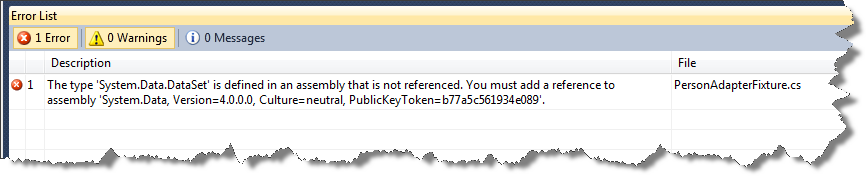 Error List
1 Error 0 Warnings 0 Messages
Description File
1 The type 'System.Data.DataSet' is defined in an assembly that is not referenced. You must add a reference to PersonAdapterFixture.cs
assembly 'System.Data, Version=4.0.0.0, Culture=neutral, PublicKeyToken=b77a5c561934e089'.